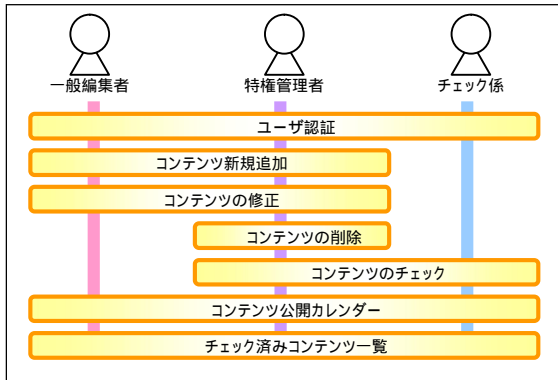 一般編集者
特権管理者
チェック係
ユーザ認証
コンテンツ新規追加
コンテンツの修正
コンテンツの削除
コンテンツのチェック
コンテンツ公開カレンダー
チェック済みコンテンツ一覧